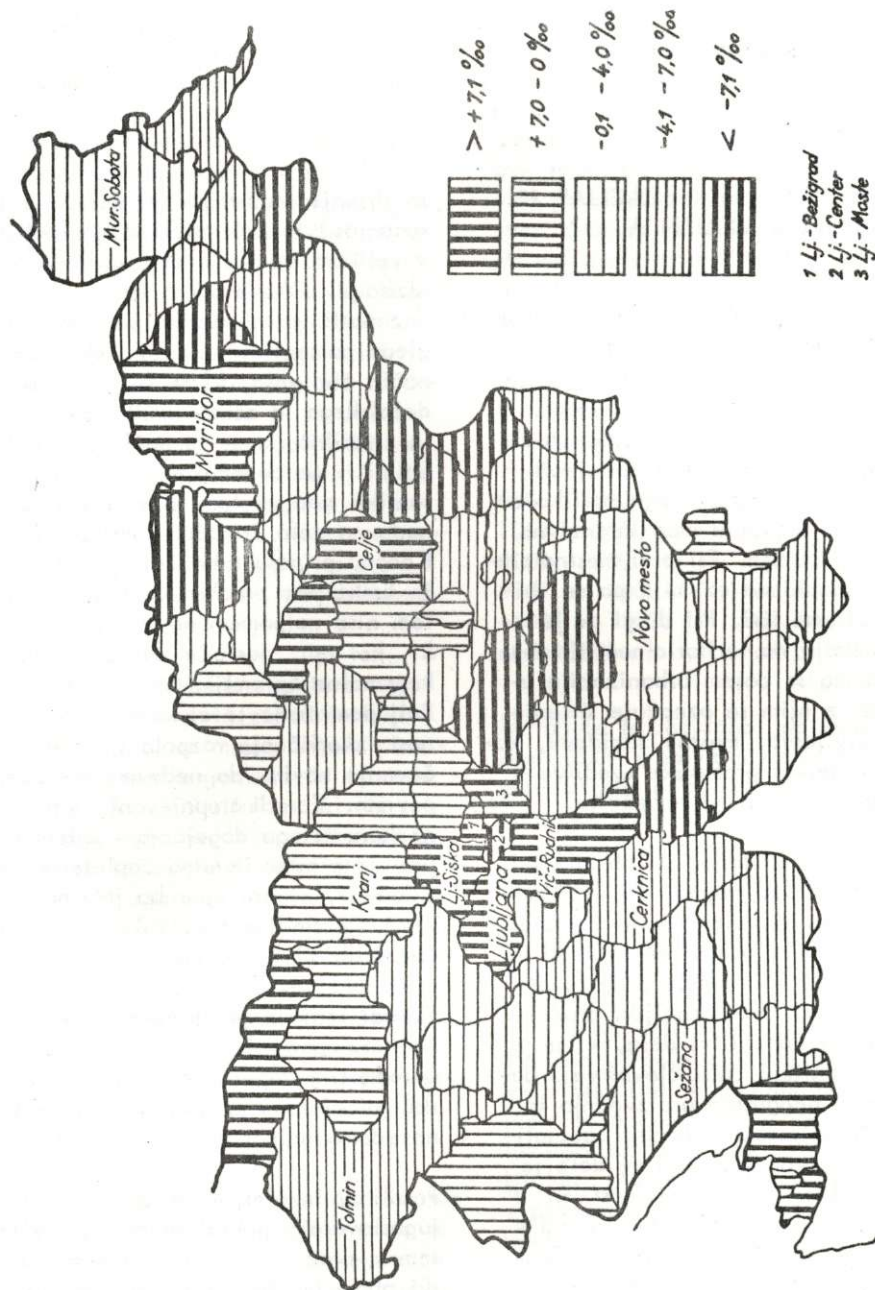 Mur. Sobota
Maribor
Celje
Novo mesto
Kranj
Lj.-Šiška
Ljubljana
1
2
3
Vič-Rudnik
Cerknica
Tolmin
Sežana
> +7,1 ‰
+7,0 - 0 ‰
-0,1 -4,0 ‰
-4,1 -7,0 ‰
< -7,1 ‰
1 Lj.-Bežigrad
2 Lj.-Center
3 Lj.-Moste